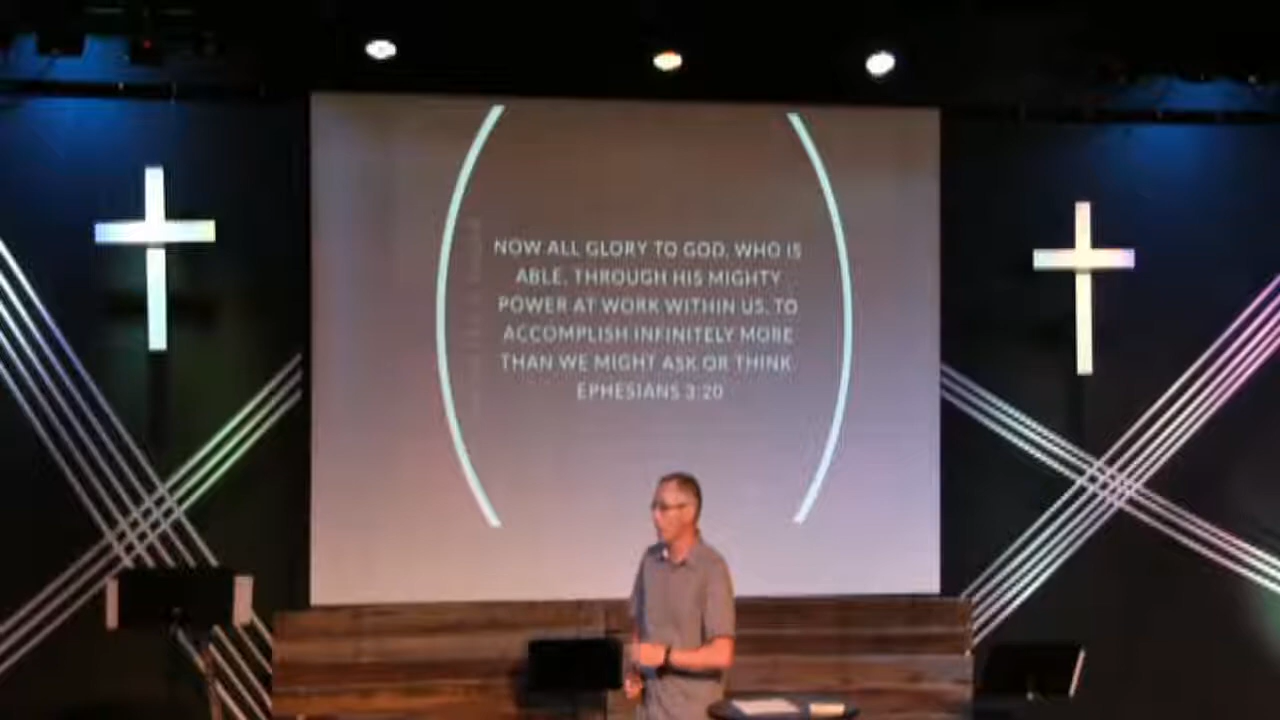 NOW ALL GLORY TO GOD, WHO IS
ABLE, THROUGH HIS MIGHTY
POWER AT WORK WITHIN US, TO
ACCOMPLISH INFINITELY MORE
THAN WE MIGHT ASK OR THINK.
EPHESIANS 3:20